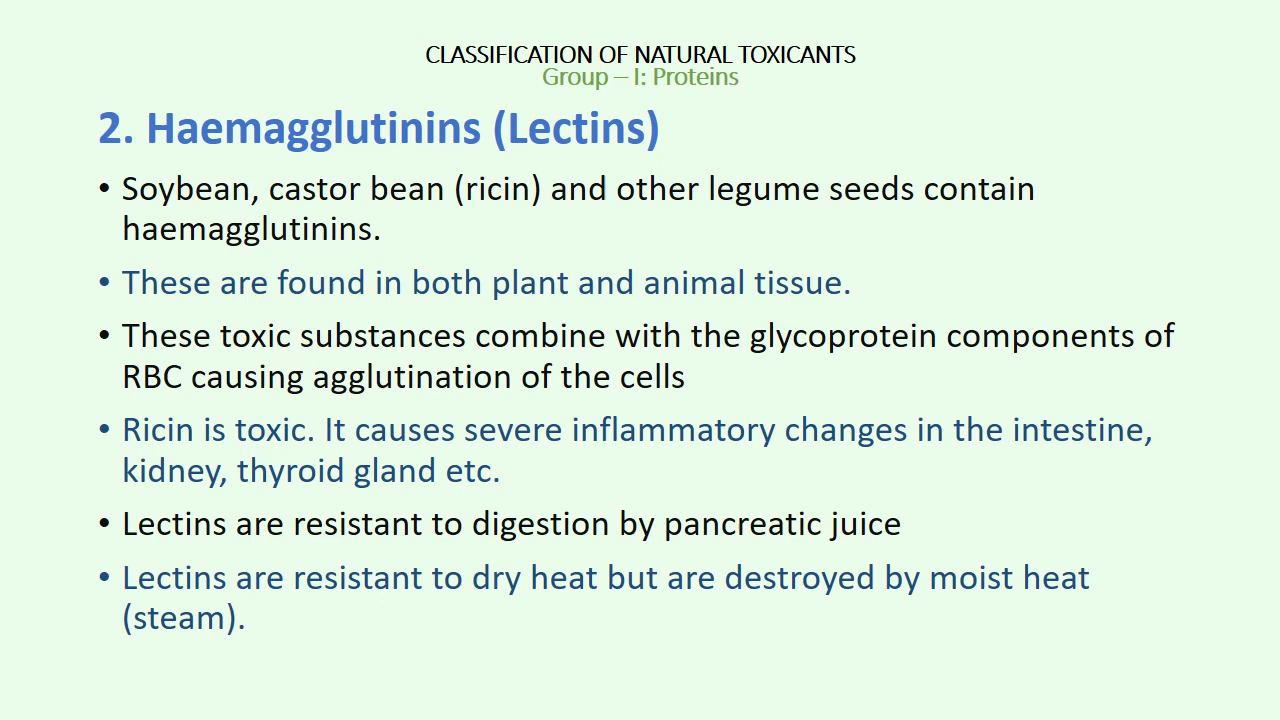 CLASSIFICATION OF NATURAL TOXICANTS
Group – I: Proteins
2. Haemagglutinins (Lectins)
• Soybean, castor bean (ricin) and other legume seeds contain
haemagglutinins.
• These are found in both plant and animal tissue.
• These toxic substances combine with the glycoprotein components of
RBC causing agglutination of the cells
• Ricin is toxic. It causes severe inflammatory changes in the intestine,
kidney, thyroid gland etc.
• Lectins are resistant to digestion by pancreatic juice
• Lectins are resistant to dry heat but are destroyed by moist heat
(steam).